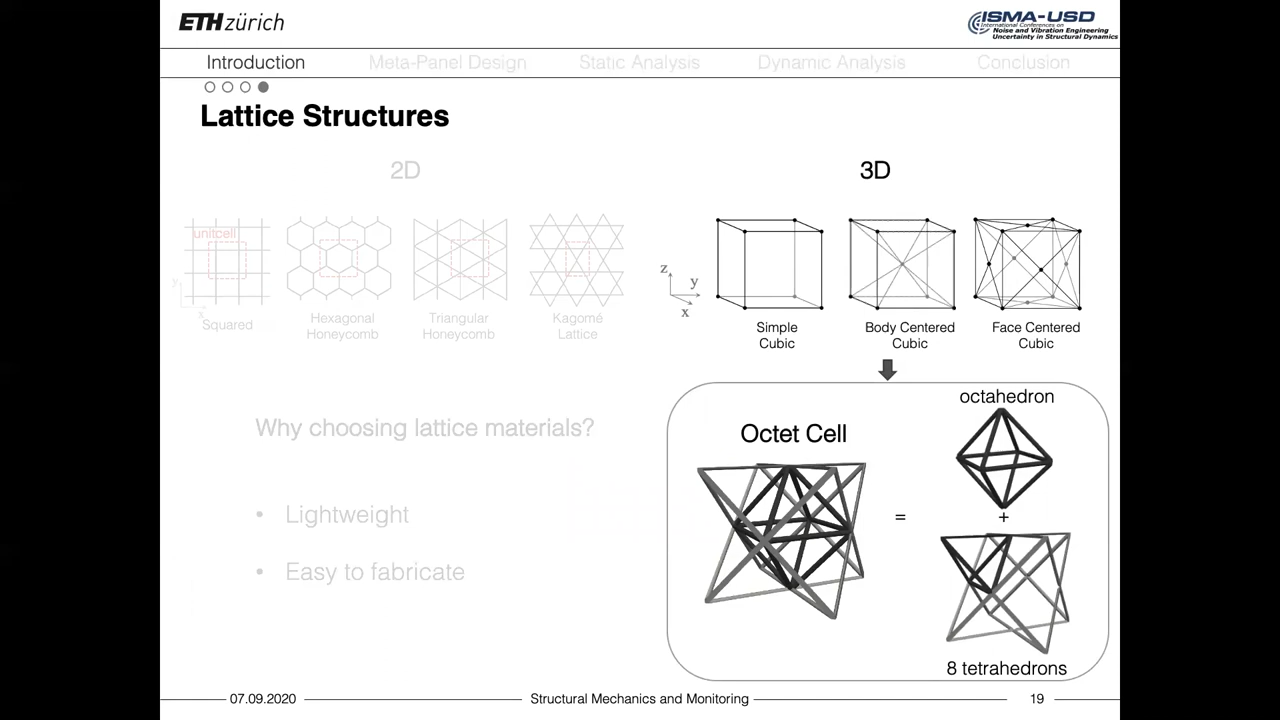 ETH zürich
ISMA-USD
International Conferences on
Noise and Vibration Engineering
Uncertainty in Structural Dynamics
Introduction
Meta-Panel Design
Static Analysis
Dynamic Analysis
Conclusion
Lattice Structures
2D
3D
unitcell
y
x
z
y
x
Squared
Hexagonal
Honeycomb
Triangular
Honeycomb
Kagomé
Lattice
Simple
Cubic
Body Centered
Cubic
Face Centered
Cubic
Why choosing lattice materials?
• Lightweight
• Easy to fabricate
Octet Cell
=
octahedron
+
8 tetrahedrons
07.09.2020
Structural Mechanics and Monitoring
19